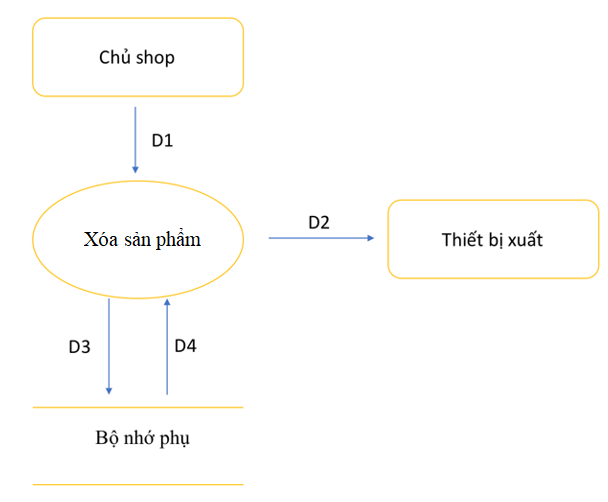 Chủ shop
D1
Xóa sản phẩm
D2
Thiết bị xuất
D3
D4
Bộ nhớ phụ